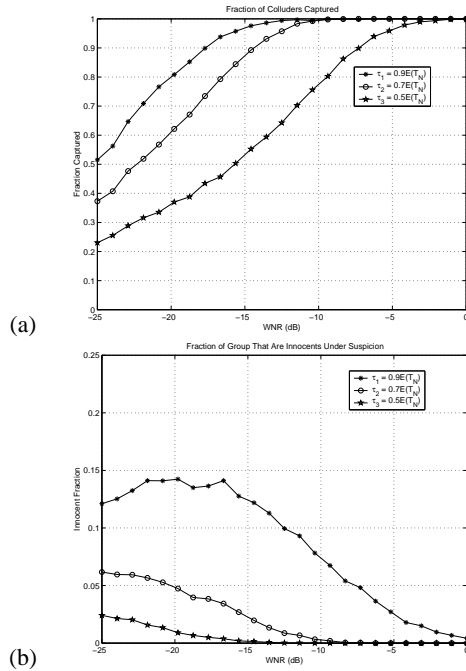 Fraction of Colluders Captured
1
0.9
0.8
0.7
0.6
0.5
0.4
0.3
0.2
0.1
0
Fraction Captured
τ1 = 0.9E(TN)
τ2 = 0.7E(TN)
τ3 = 0.5E(TN)
−25 −20 −15 −10 −5 0
WNR (dB)
(a)
Fraction of Group That Are Innocents Under Suspicion
0.25
0.2
0.15
0.1
0.05
0
Innocent Fraction
τ1 = 0.9E(TN)
τ2 = 0.7E(TN)
τ3 = 0.5E(TN)
−25 −20 −15 −10 −5 0
WNR (dB)
(b)